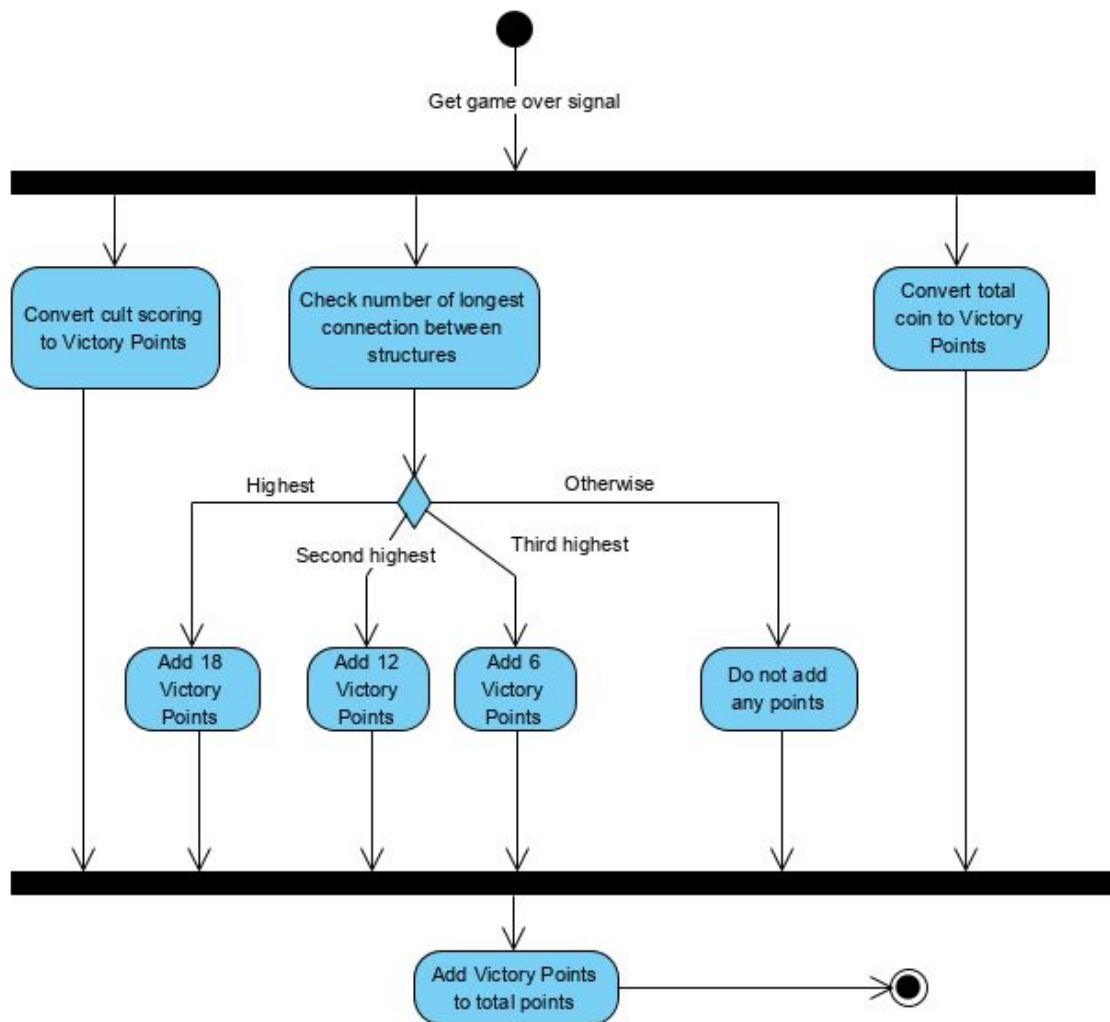 Get game over signal
Convert cult scoring
to Victory Points
Check number of longest
connection between
structures
Convert total
coin to Victory
Points
Highest
Otherwise
Second highest
Third highest
Add 18
Victory
Points
Add 12
Victory
Points
Add 6
Victory
Points
Do not add
any points
Add Victory Points
to total points